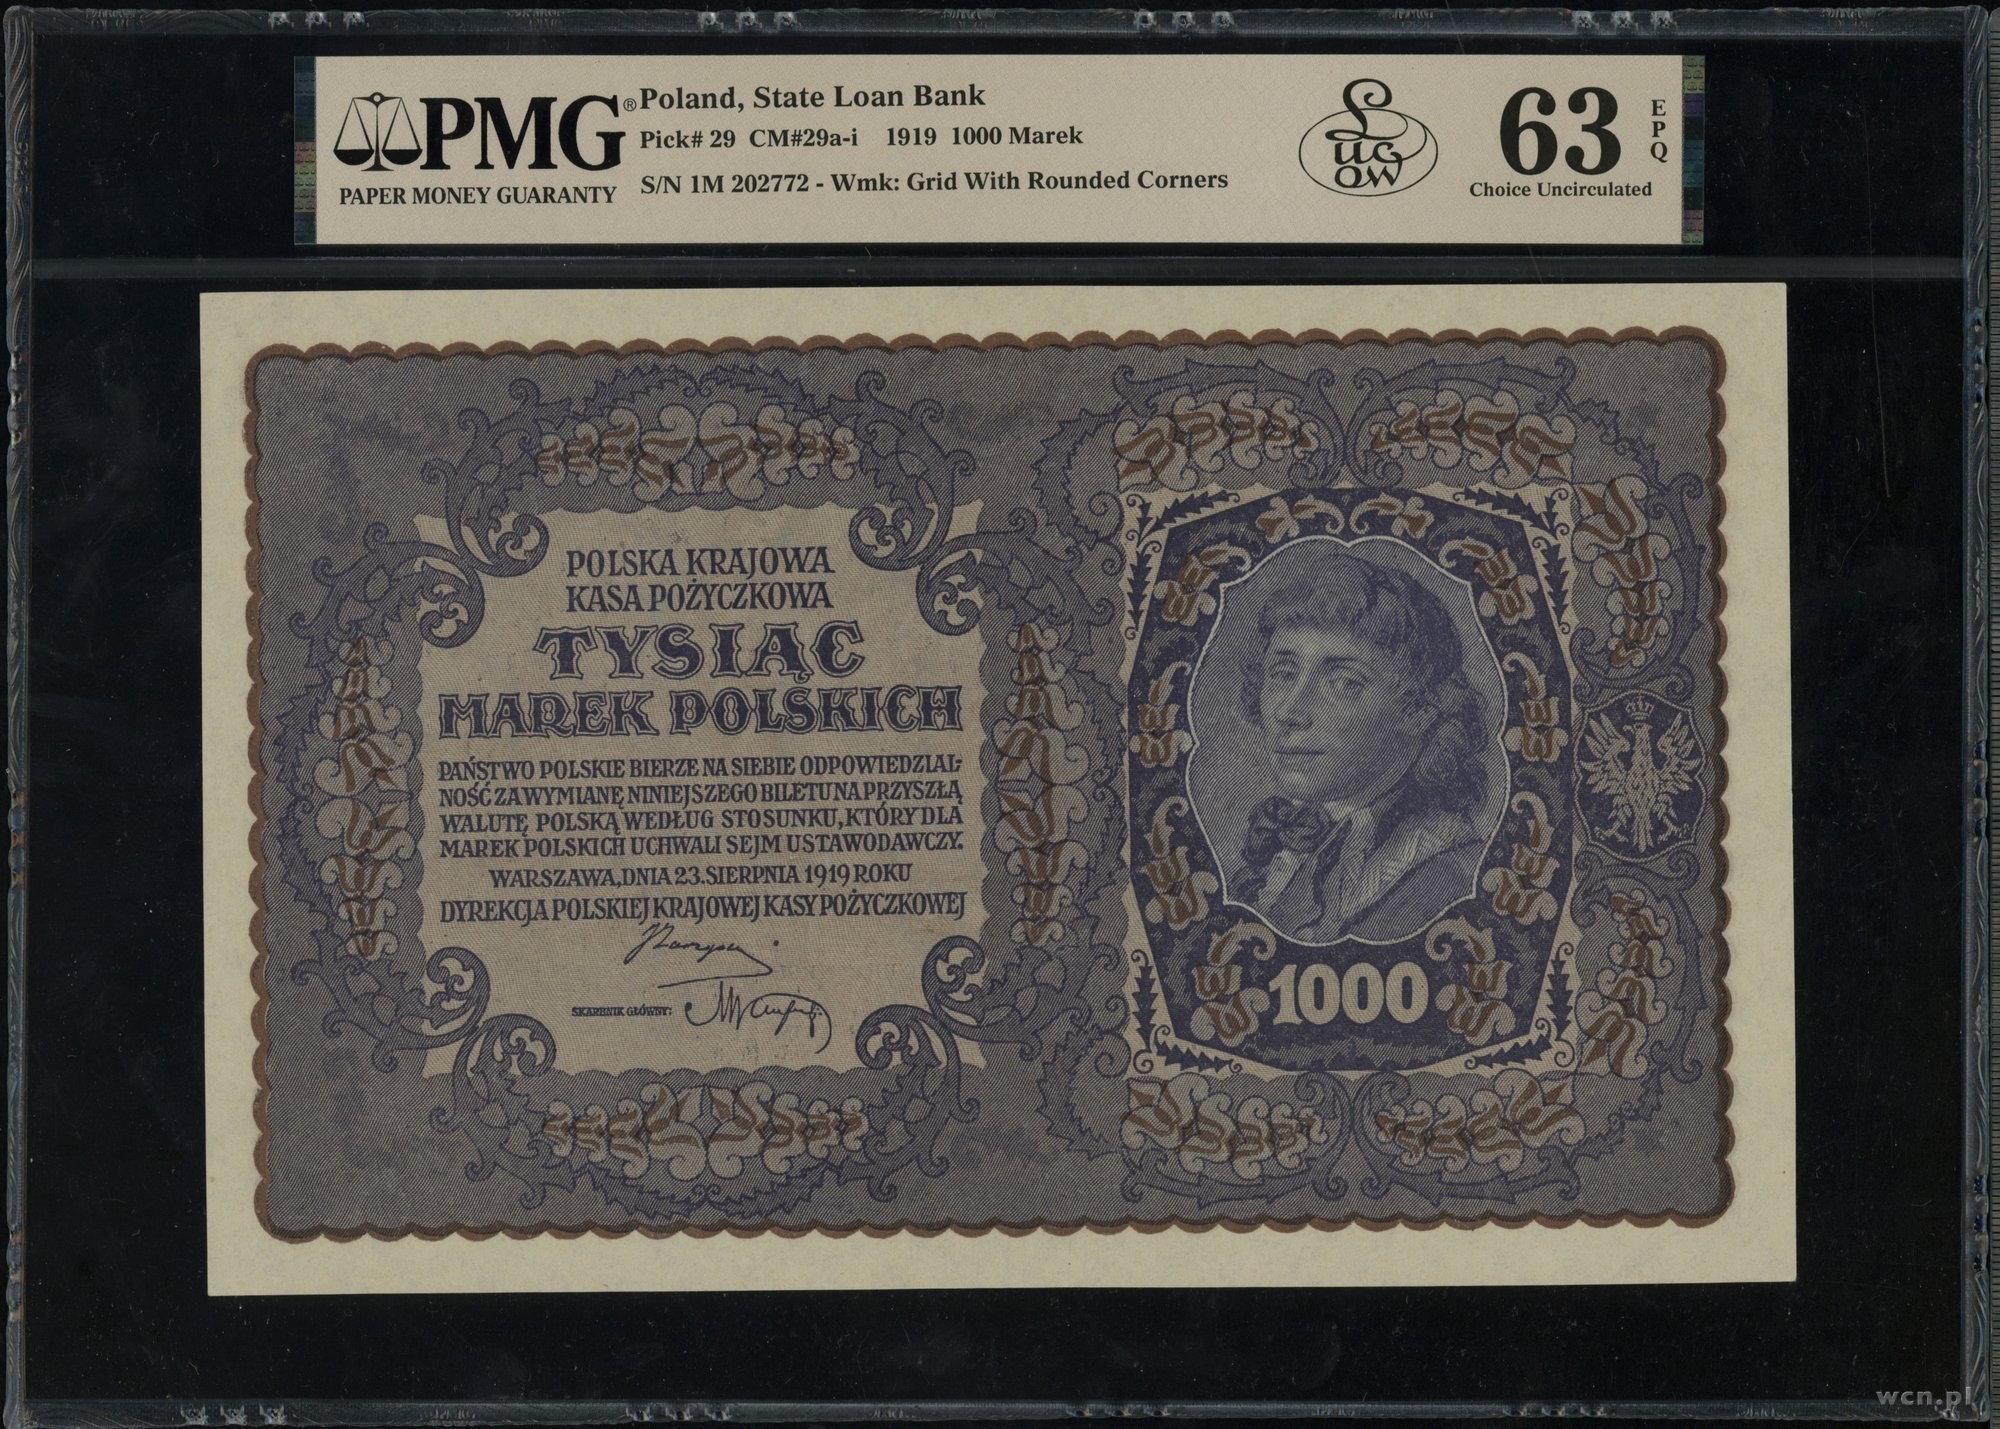 PMG®
PAPER MONEY GUARANTY
Poland, State Loan Bank
Pick# 29 CM#29a-i 1919 1000 Marek
S/N 1M 202772 - Wmk: Grid With Rounded Corners
Lucow
63
EPQ
Choice Uncirculated
POLSKA KRAJOWA
KASA POŻYCZKOWA
TYSIĄC
MAREK POLSKICH
PAŃSTWO POLSKIE BIERZE NA SIEBIE ODPOWIEDZIAL-
NOŚĆ ZA WYMIANĘ NINIEJSZEGO BILETU NA PRZYSZŁĄ
WALUTĘ POLSKĄ WEDŁUG STOSUNKU, KTÓRY DLA
MAREK POLSKICH UCHWALI SEJM USTAWODAWCZY.
WARSZAWA, DNIA 23. SIERPNIA 1919 ROKU
DYREKCJA POLSKIEJ KRAJOWEJ KASY POŻYCZKOWEJ
SKARBNIK GŁÓWNY:
1000
wcn.pl